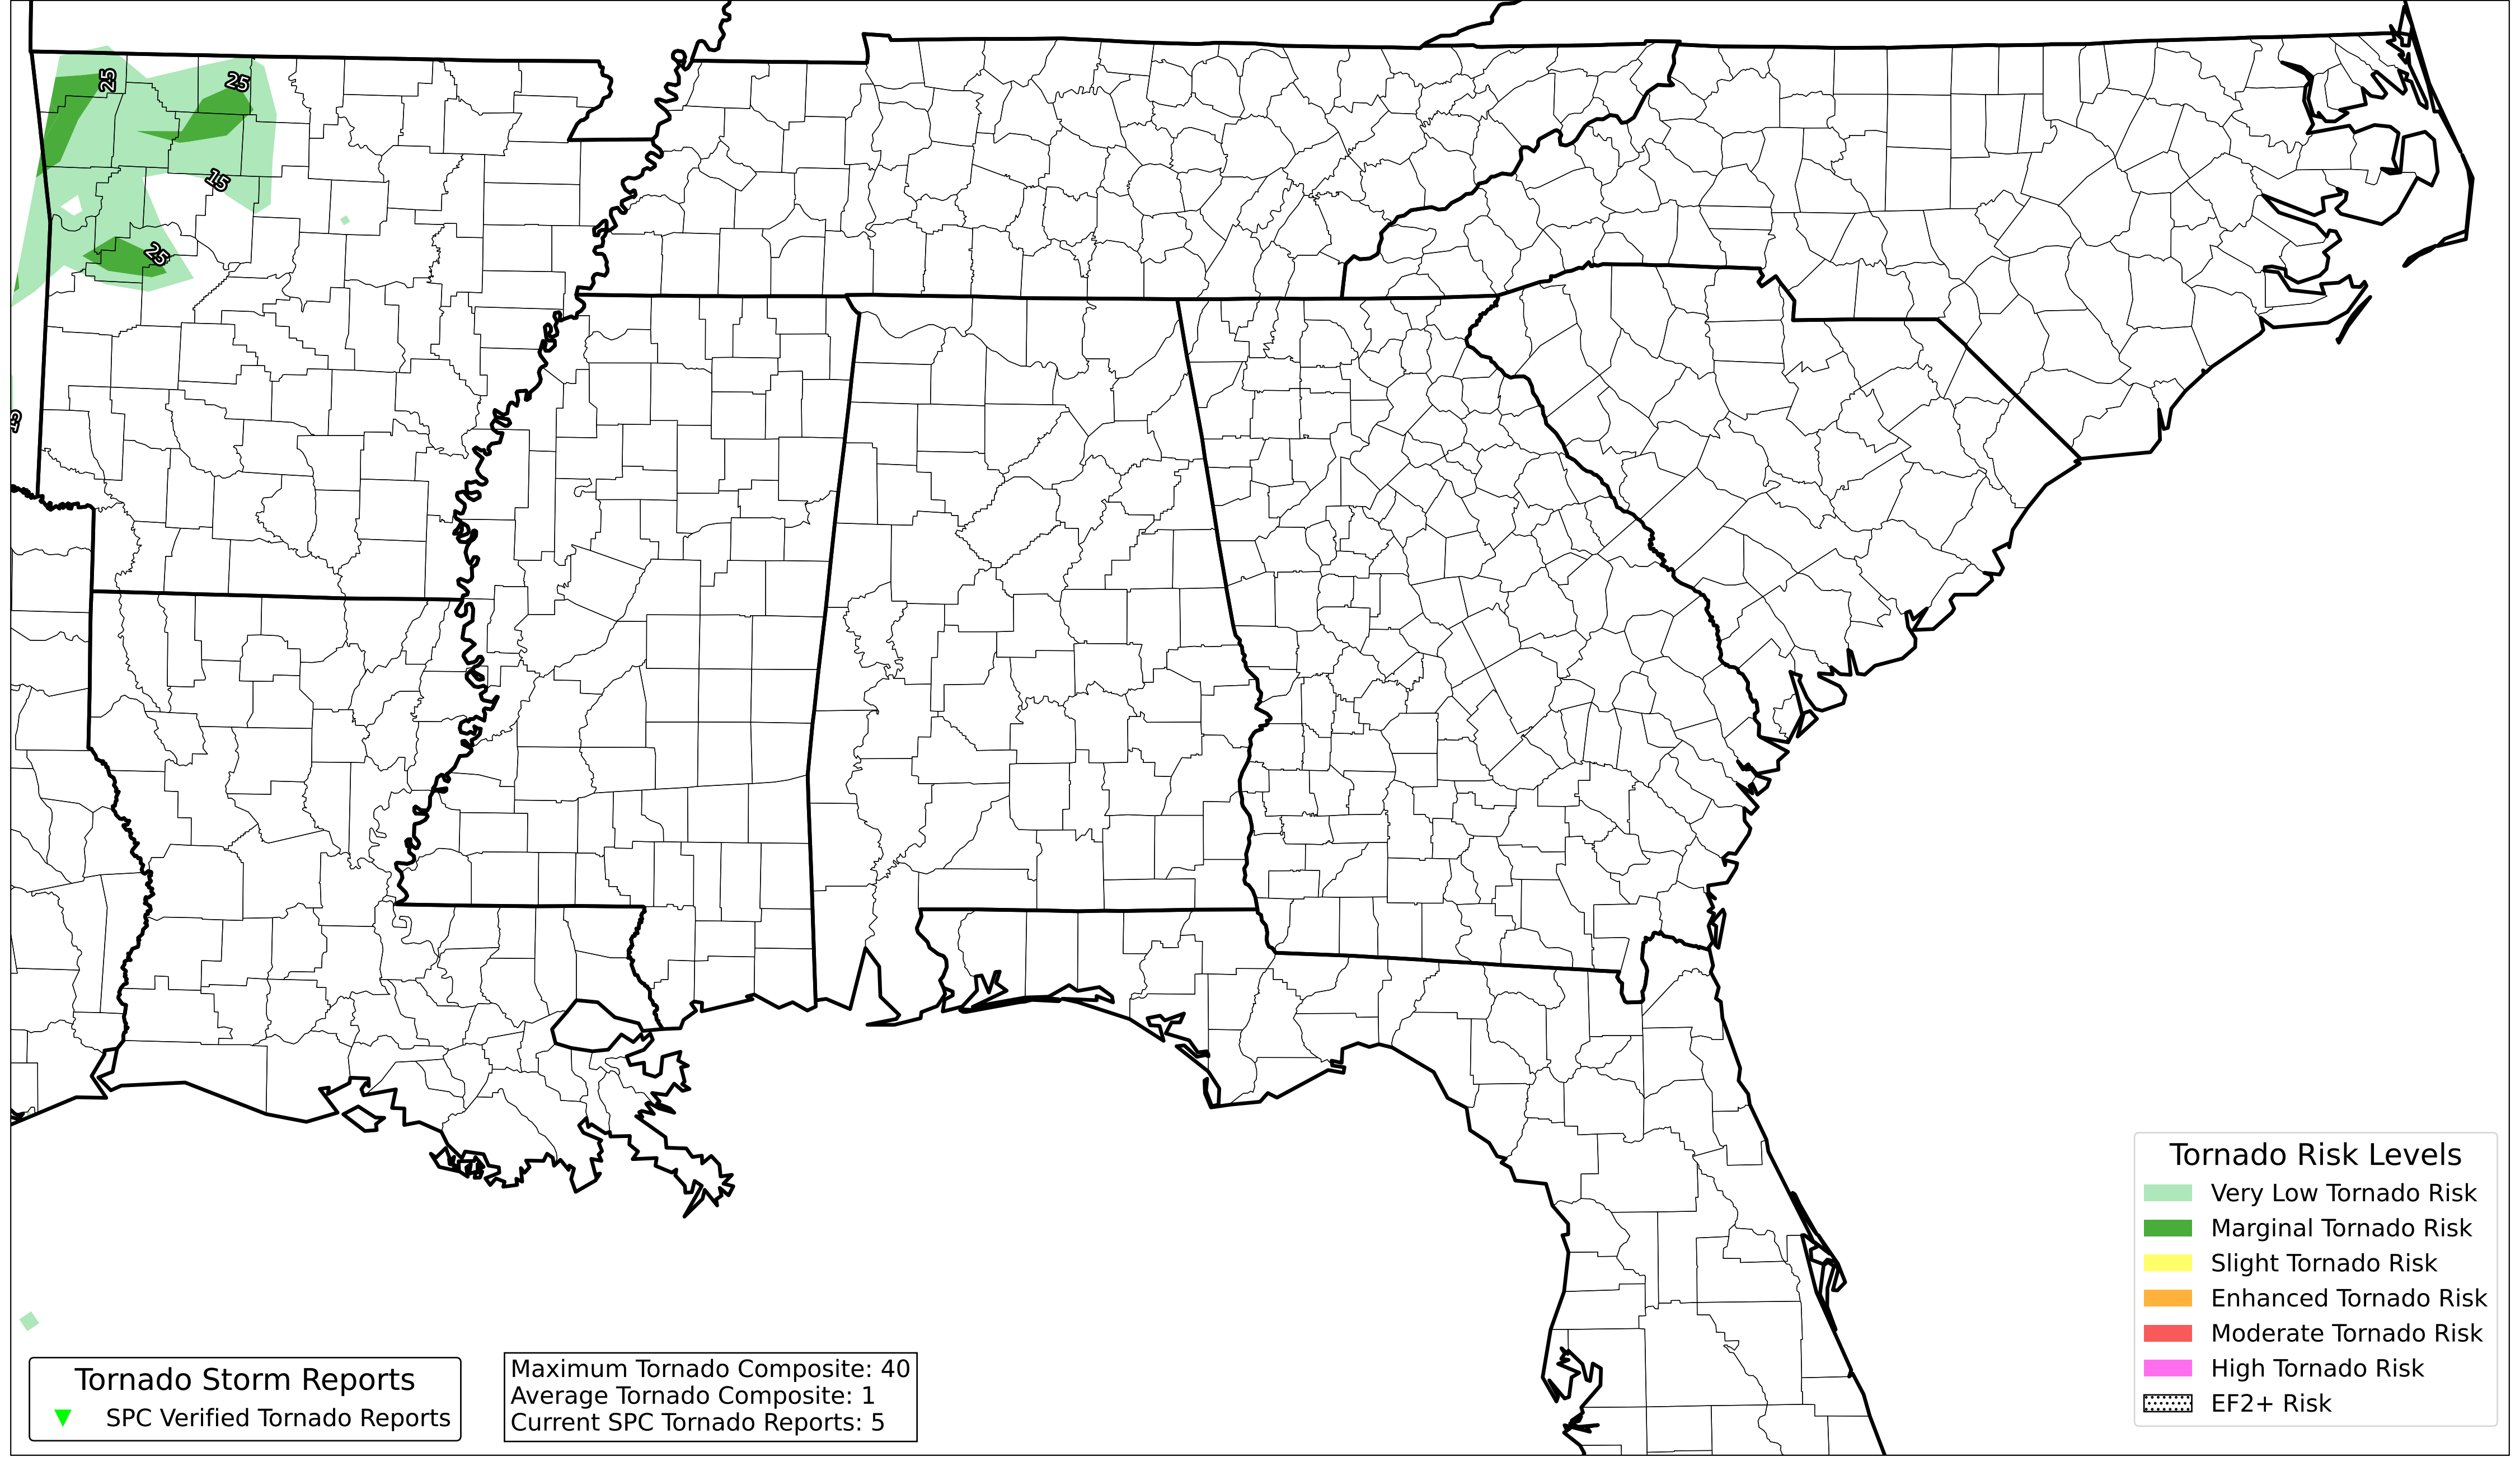 25
25
15
25
Tornado Risk Levels
Very Low Tornado Risk
Marginal Tornado Risk
Slight Tornado Risk
Enhanced Tornado Risk
Moderate Tornado Risk
High Tornado Risk
EF2+ Risk
Tornado Storm Reports
SPC Verified Tornado Reports
Maximum Tornado Composite: 40
Average Tornado Composite: 1
Current SPC Tornado Reports: 5